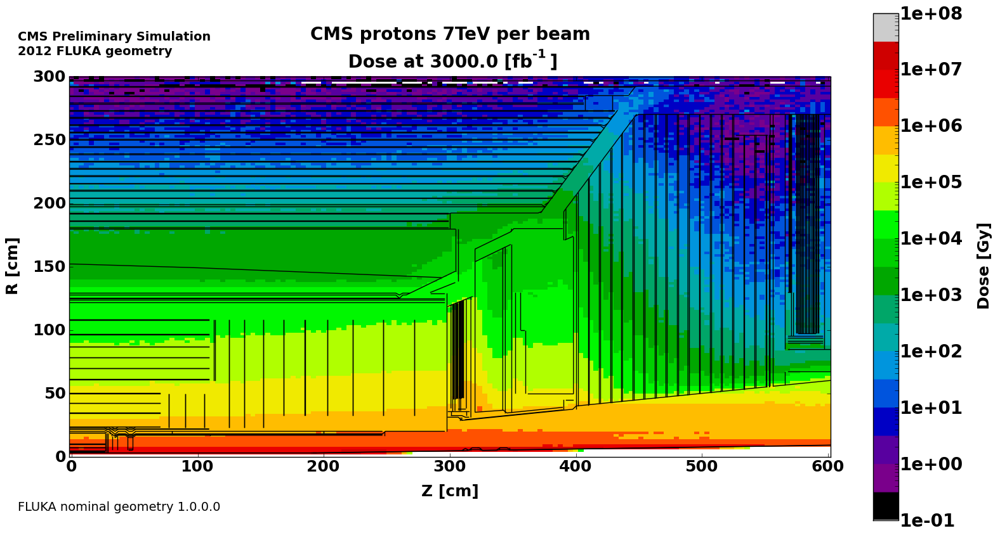 CMS Preliminary Simulation
2012 FLUKA geometry
CMS protons 7TeV per beam
Dose at 3000.0 [fb-1 ]
300
250
200
150
100
50
0
R [cm]
0 100 200 300 400 500 600
Z [cm]
1e+08
1e+07
1e+06
1e+05
1e+04
1e+03
1e+02
1e+01
1e+00
1e-01
Dose [Gy]
FLUKA nominal geometry 1.0.0.0